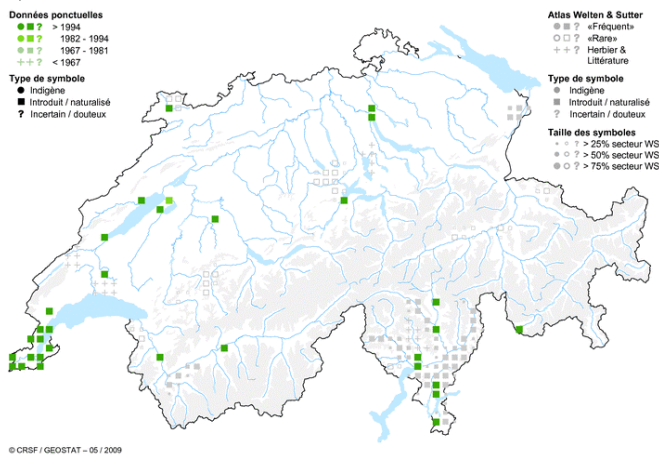 Données ponctuelles
? > 1994
? 1982 - 1994
? 1967 - 1981
++ ? < 1967
Type de symbole
Indigène
Introduit / naturalisé
? Incertain / douteux
Atlas Welten & Sutter
? «Fréquent»
? «Rare»
++ ? Herbier &
Littérature
Type de symbole
Indigène
Introduit / naturalisé
? Incertain / douteux
Taille des symboles
? > 25% secteur WS
? > 50% secteur WS
? > 75% secteur WS
© CRSF / GEOSTAT – 05 / 2009